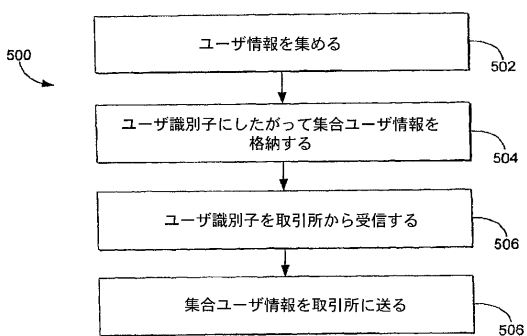 500
ユーザ情報を集める
502
ユーザ識別子にしたがって集合ユーザ情報を
格納する
504
ユーザ識別子を取引所から受信する
506
集合ユーザ情報を取引所に送る
508